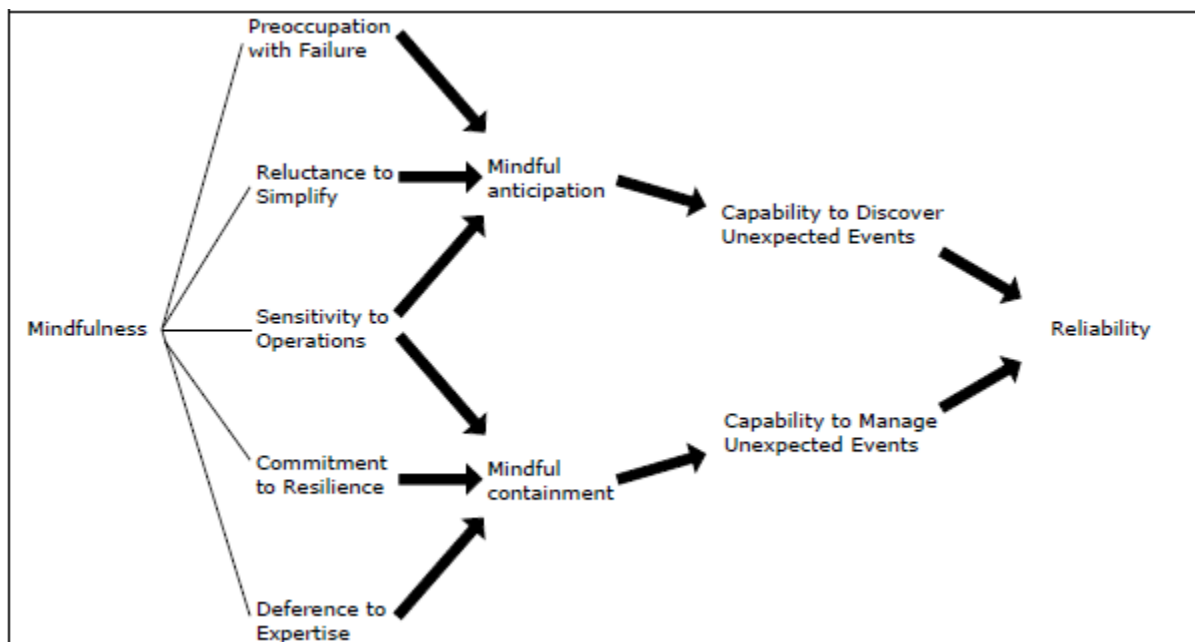 Preoccupation
with Failure
Reluctance to
Simplify
Mindful
anticipation
Capability to Discover
Unexpected Events
Mindfulness
Sensitivity to
Operations
Reliability
Capability to Manage
Unexpected Events
Commitment
to Resilience
Mindful
containment
Deference to
Expertise